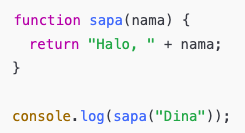 function sapa(nama) {
  return "Halo, " + nama;
}

console.log(sapa("Dina"));